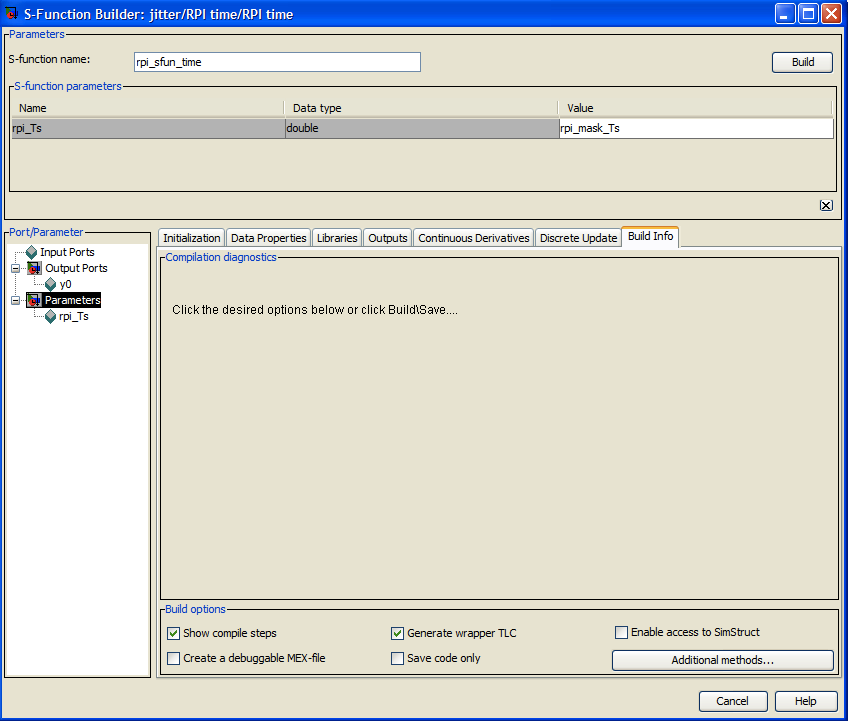 S-Function Builder: jitter/RPI time/RPI time
Parameters
S-function name: rpi_sfun_time Build
S-function parameters
Name Data type Value
rpi_Ts double rpi_mask_Ts
Port/Parameter
Input Ports
Output Ports
y0
Parameters
rpi_Ts
Initialization Data Properties Libraries Outputs Continuous Derivatives Discrete Update Build Info
Compilation diagnostics
Click the desired options below or click Build\Save....
Build options
Show compile steps Generate wrapper TLC Enable access to SimStruct
Create a debuggable MEX-file Save code only Additional methods...
Cancel Help